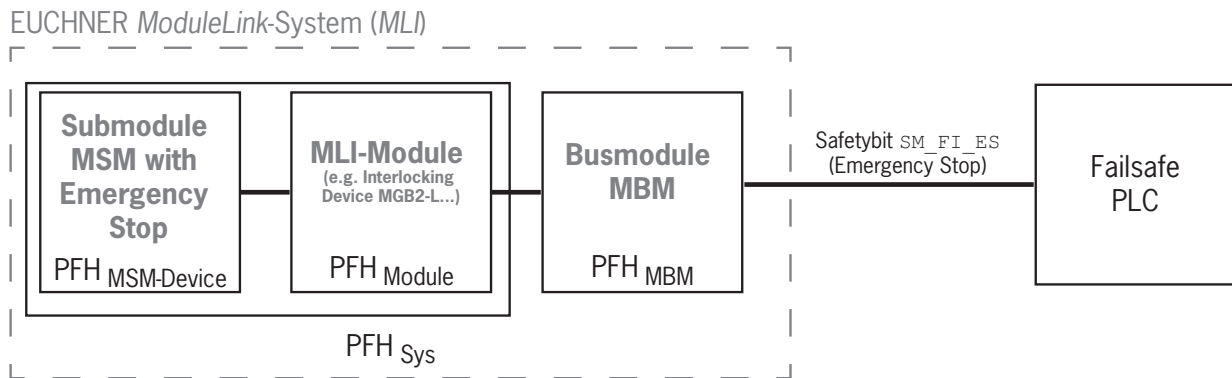 EUCHNER ModuleLink-System (MLI)
Submodule
MSM with
Emergency
Stop
PFH MSM-Device
MLI-Module
(e.g. Interlocking
Device MGB2-L...)
PFH Module
Busmodule
MBM
PFH MBM
PFH Sys
Safetybit SM_FI_ES
(Emergency Stop)
Failsafe
PLC